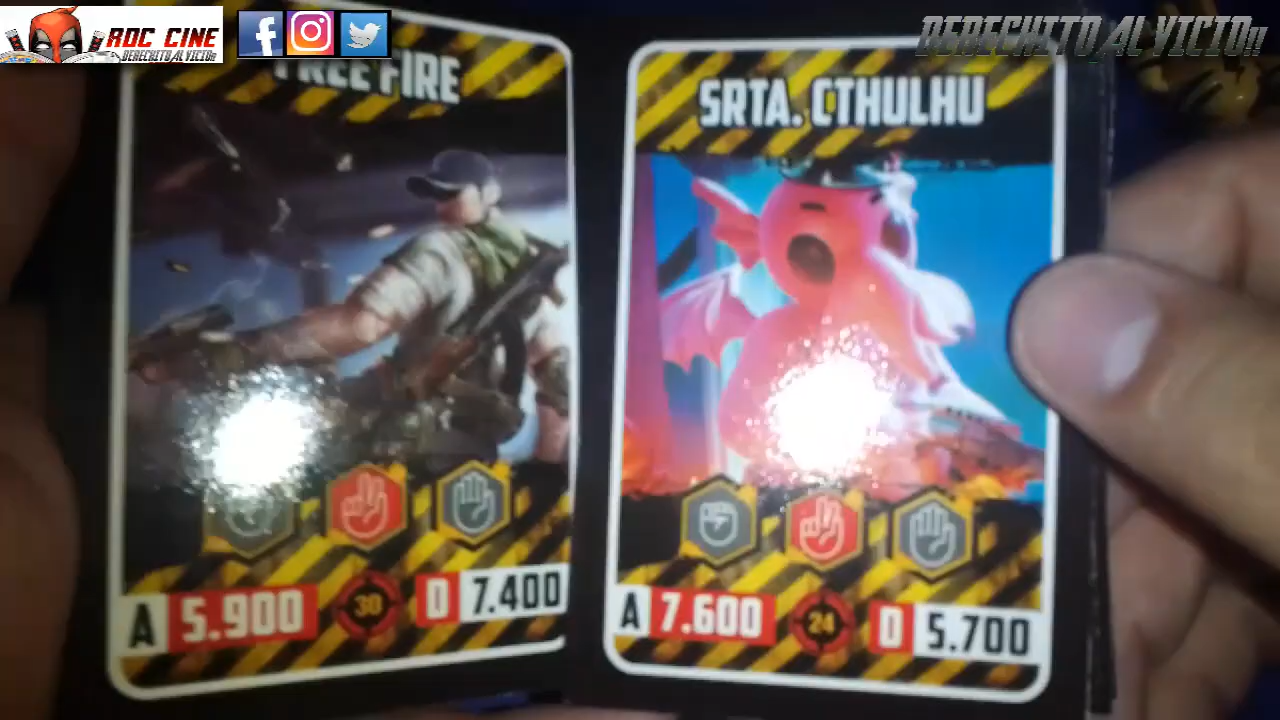 ROC CINE
DERECHITO AL VICIO!!
DERECHITO AL VICIO!!
FREE FIRE
A 5.900 30 D 7.400
SRTA. CTHULHU
A 7.600 24 D 5.700